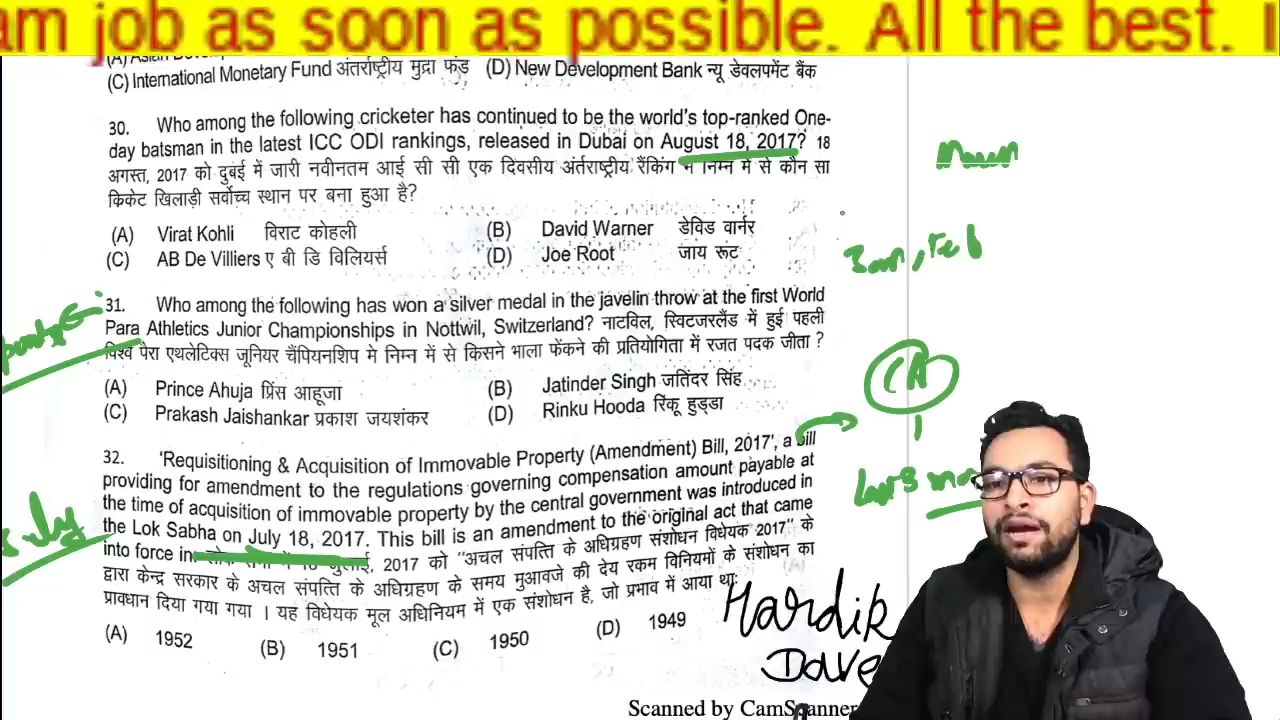 am job as soon as possible. All the best. I
(C) International Monetary Fund अंतर्राष्ट्रीय मुद्रा फंड (D) New Development Bank न्यू डेवलपमेंट बैंक
30. Who among the following cricketer has continued to be the world's top-ranked One-
day batsman in the latest ICC ODI rankings, released in Dubai on August 18, 2017? 18
अगस्त, 2017 को दुबई में जारी नवीनतम आई सी सी एक दिवसीय अंर्तराष्ट्रीय रैंकिंग में निम्न में से कौन सा
क्रिकेट खिलाड़ी सर्वोच्च स्थान पर बना हुआ है?
(A) Virat Kohli विराट कोहली (B) David Warner डेविड वार्नर
(C) AB De Villiers ए बी डि विलियर्स (D) Joe Root जाय रूट
Jan, Feb
31. Who among the following has won a silver medal in the javelin throw at the first World
Para Athletics Junior Championships in Nottwil, Switzerland? नाटविल, स्विटजरलैंड में हुई पहली
विश्व पैरा एथलेटिक्स जूनियर चैंपियनशिप मे निम्न में से किसने भाला फेंकने की प्रतियोगिता में रजत पदक जीता ?
(A) Prince Ahuja प्रिंस आहूजा (B) Jatinder Singh जतिंदर सिंह
(C) Prakash Jaishankar प्रकाश जयशंकर (D) Rinku Hooda रिंकू हुड्डा
(A)
32. 'Requisitioning & Acquisition of Immovable Property (Amendment) Bill, 2017', a bill
providing for amendment to the regulations governing compensation amount payable at
the time of acquisition of immovable property by the central government was introduced in
the Lok Sabha on July 18, 2017. This bill is an amendment to the original act that came
into force in: 2017 को "अचल संपत्ति के अधिग्रहण संशोधन विधेयक 2017" के
द्वारा केन्द्र सरकार के अचल संपत्ति के अधिग्रहण के समय मुआवजे की देय रकम विनियमों के संशोधन का
प्रावधान दिया गया गया । यह विधेयक मूल अधिनियम में एक संशोधन है, जो प्रभाव में आया था:
(A) 1952 (B) 1951 (C) 1950 (D) 1949
Hardik
Dave
Scanned by CamScanner